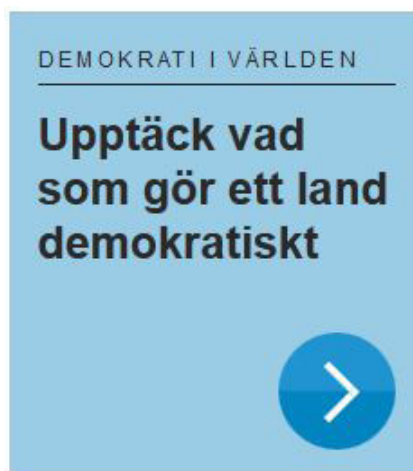 DEMOKRATI I VÄRLDEN
Upptäck vad
som gör ett land
demokratiskt